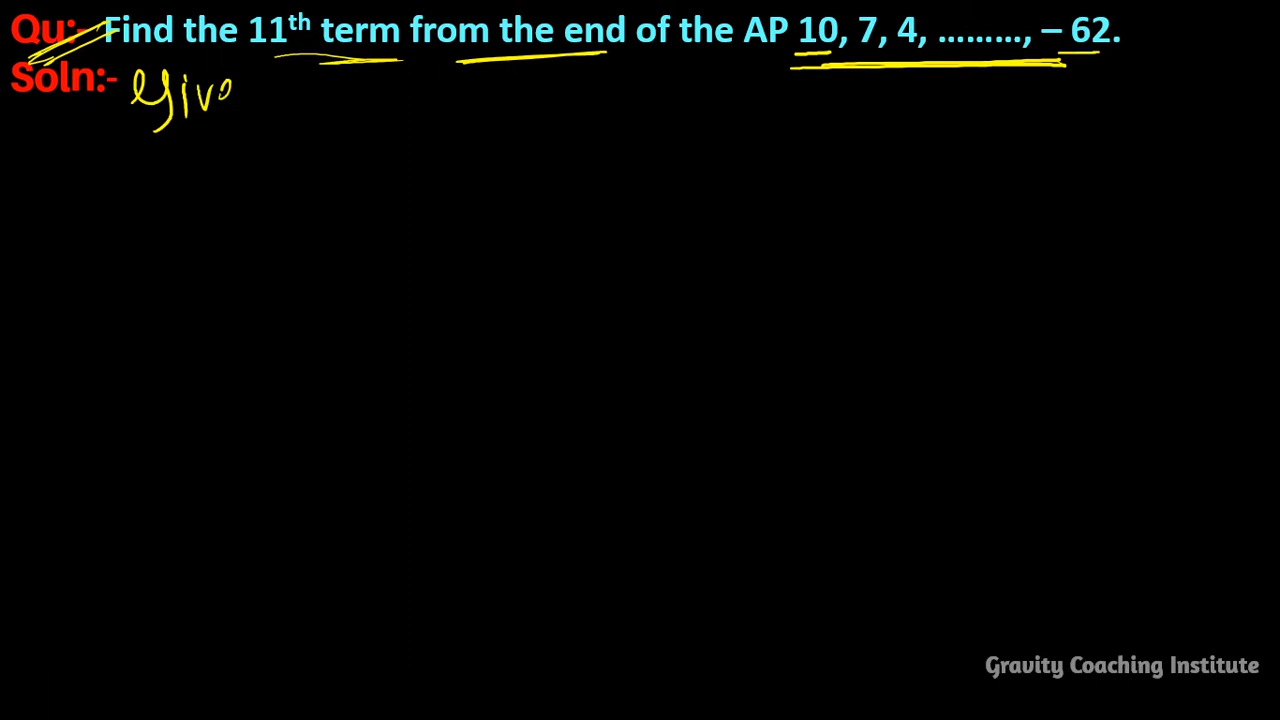 Qu:- Find the 11th term from the end of the AP 10, 7, 4, ………, – 62.
Soln:- Give
Gravity Coaching Institute